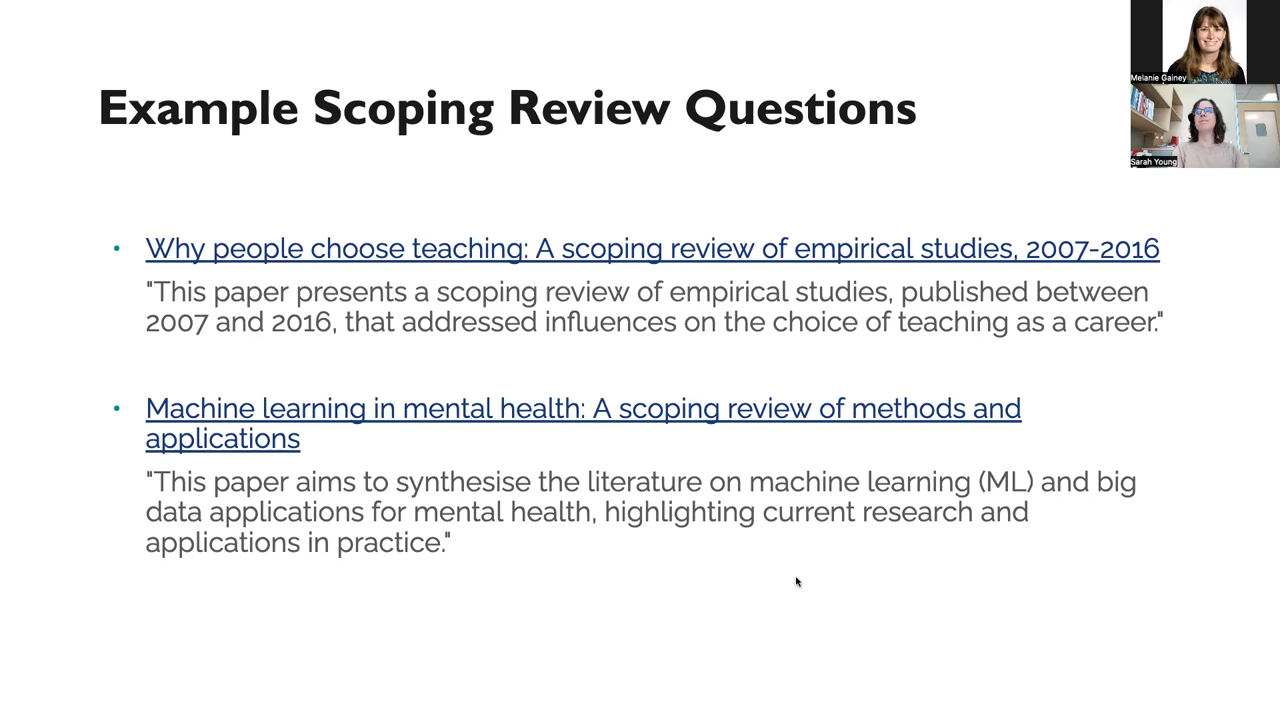 Example Scoping Review Questions
Melanie Gainey
Sarah Young
• Why people choose teaching: A scoping review of empirical studies, 2007-2016
"This paper presents a scoping review of empirical studies, published between
2007 and 2016, that addressed influences on the choice of teaching as a career."
• Machine learning in mental health: A scoping review of methods and
applications
"This paper aims to synthesise the literature on machine learning (ML) and big
data applications for mental health, highlighting current research and
applications in practice."